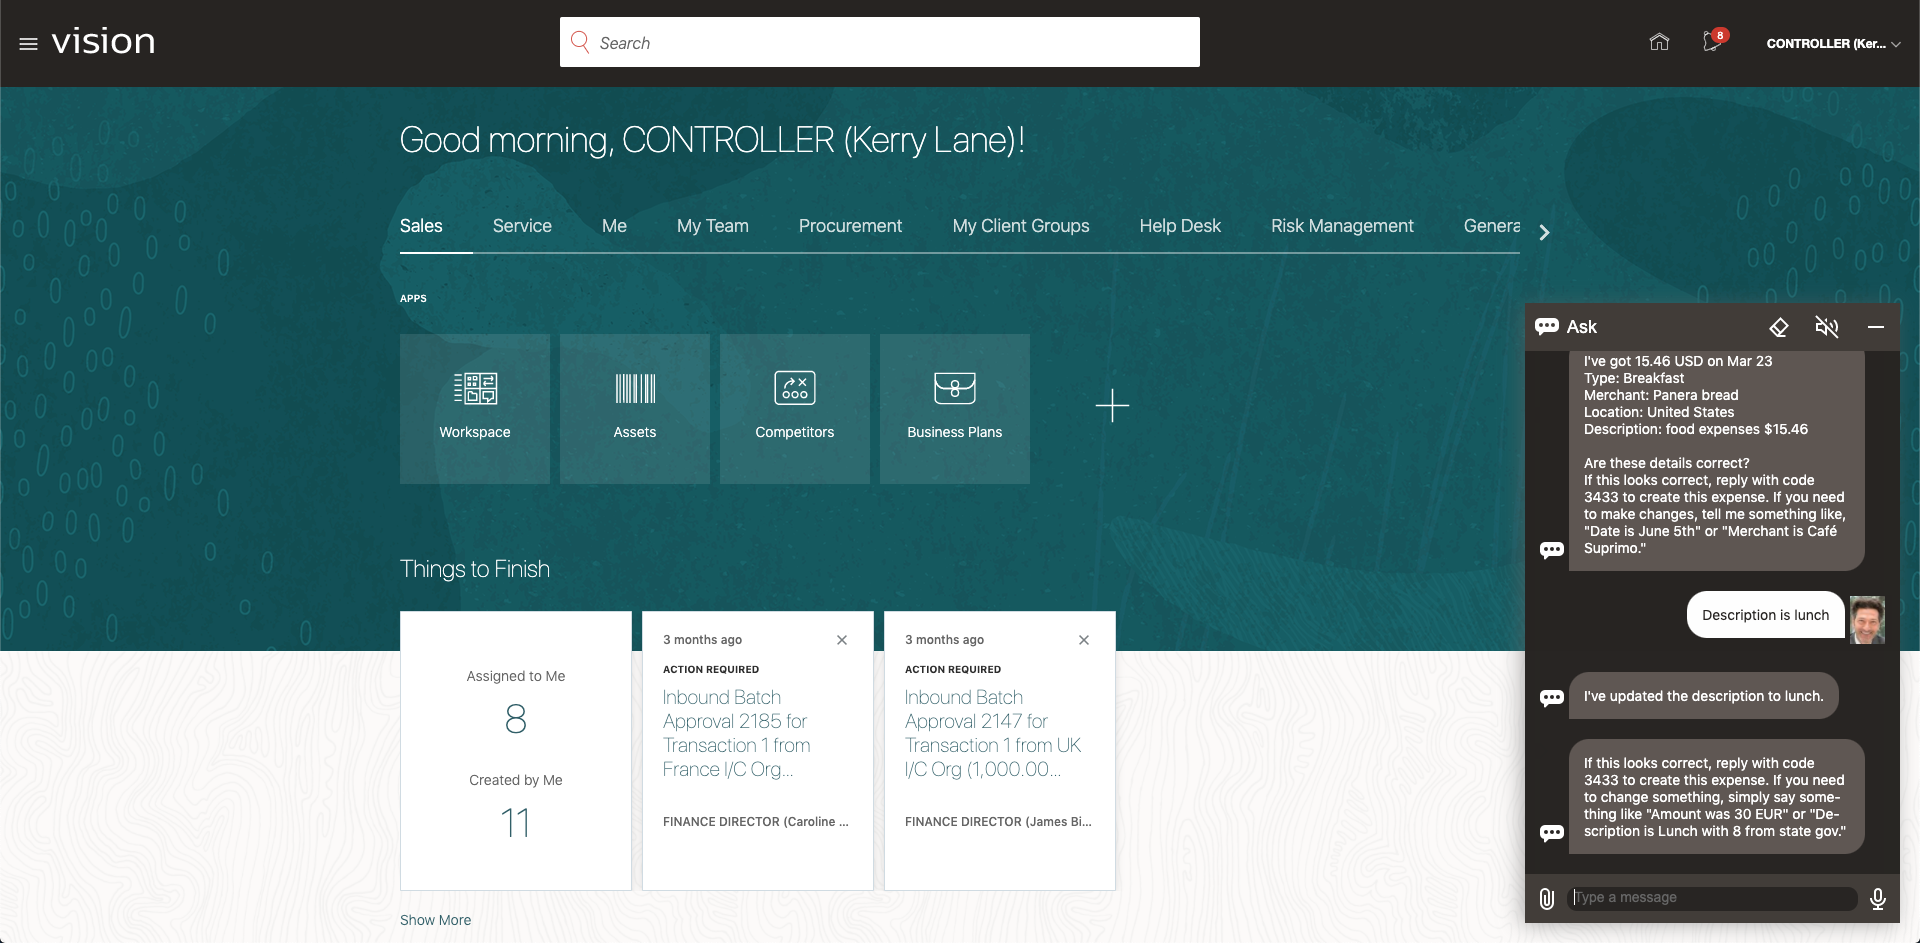 vision
Search
8
CONTROLLER (Ker...
Good morning, CONTROLLER (Kerry Lane)!
Sales
Service
Me
My Team
Procurement
My Client Groups
Help Desk
Risk Management
Genera
APPS
Workspace
Assets
Competitors
Business Plans
Things to Finish
Assigned to Me
8
Created by Me
11
3 months ago
ACTION REQUIRED
Inbound Batch
Approval 2185 for
Transaction 1 from
France I/C Org...
FINANCE DIRECTOR (Caroline ...
3 months ago
ACTION REQUIRED
Inbound Batch
Approval 2147 for
Transaction 1 from UK
I/C Org (1,000.00...
FINANCE DIRECTOR (James Bi...
Show More
Ask
I've got 15.46 USD on Mar 23
Type: Breakfast
Merchant: Panera bread
Location: United States
Description: food expenses $15.46
Are these details correct?
If this looks correct, reply with code
3433 to create this expense. If you need
to make changes, tell me something like,
"Date is June 5th" or "Merchant is Café
Suprimo."
Description is lunch
I've updated the description to lunch.
If this looks correct, reply with code
3433 to create this expense. If you need
to change something, simply say some-
thing like "Amount was 30 EUR" or "De-
scription is Lunch with 8 from state gov."
Type a message